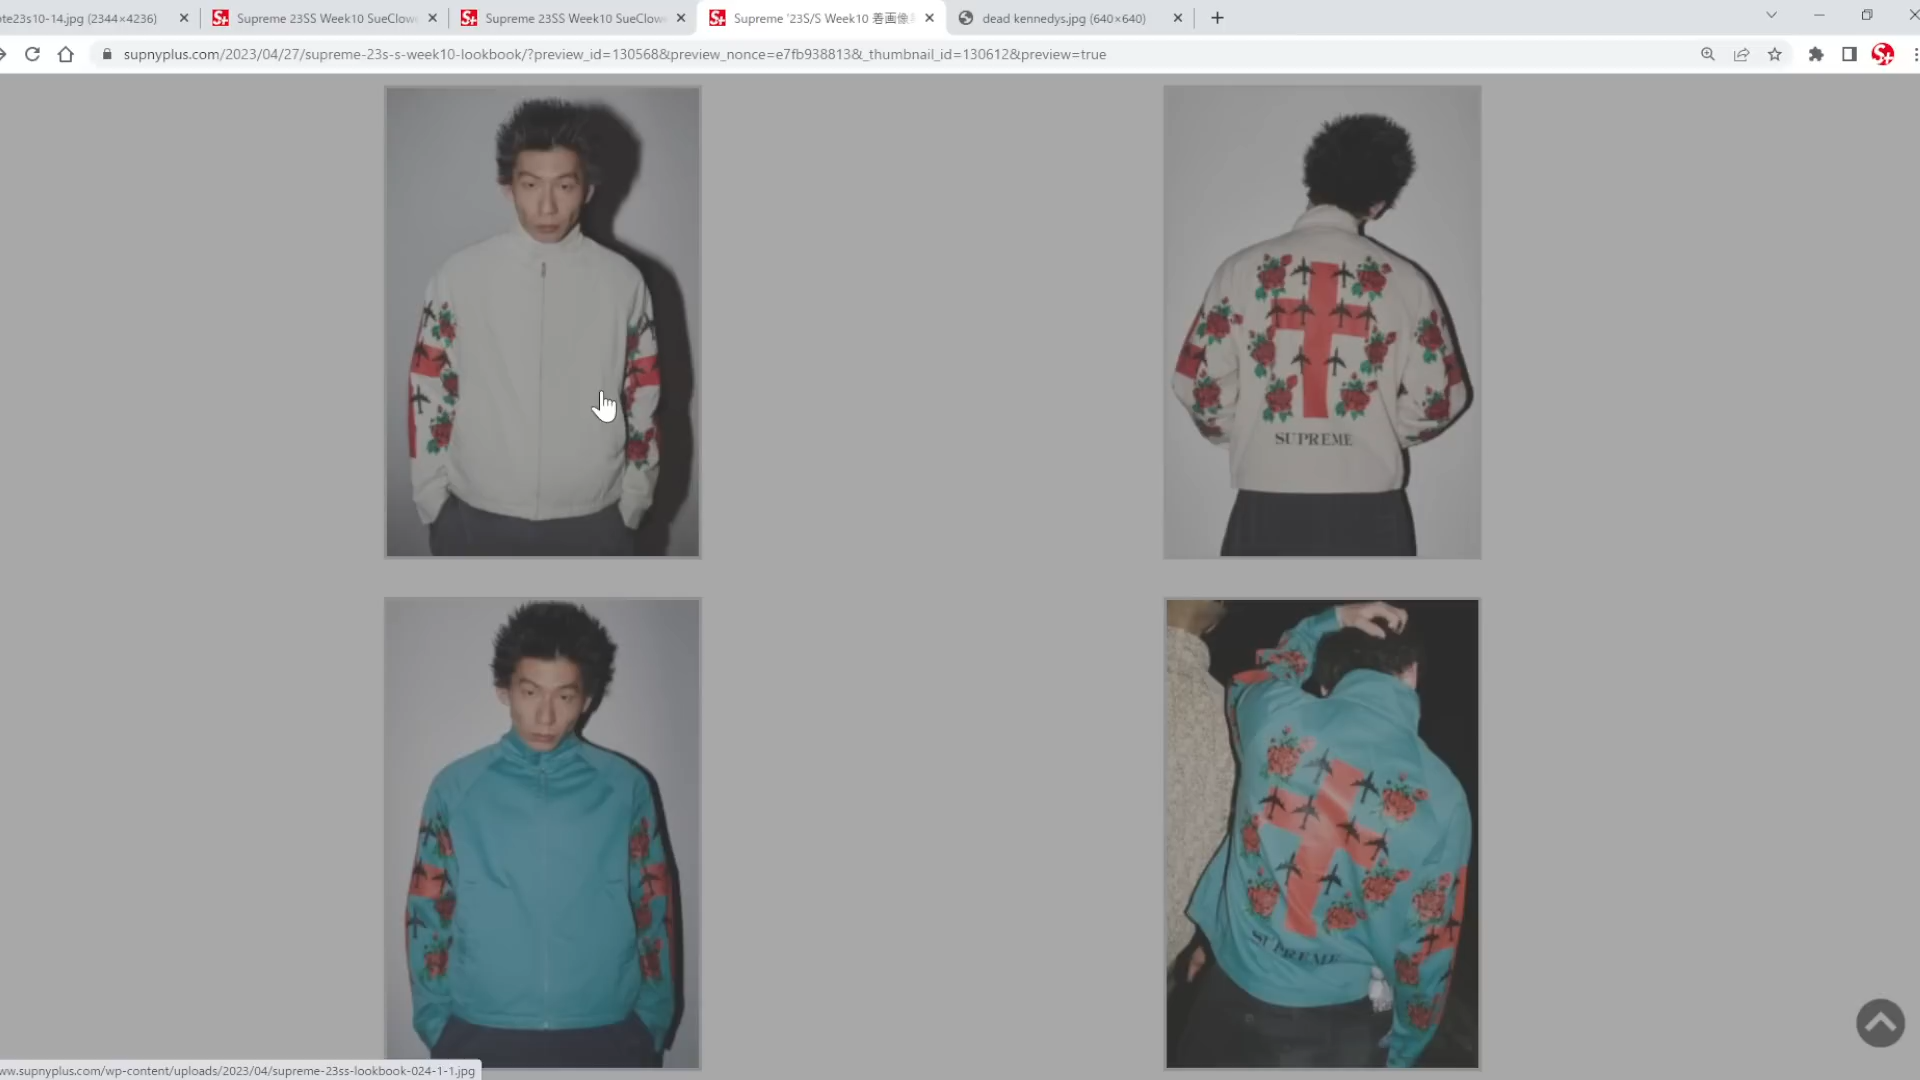 te23s10-14.jpg (2344×4236)
Supreme 23SS Week10 SueClow
Supreme 23SS Week10 SueClow
Supreme '23S/S Week10 着画像
dead kennedys.jpg (640×640)
supnyplus.com/2023/04/27/supreme-23s-s-week10-lookbook/?preview_id=130568&preview_nonce=e7fb938813&_thumbnail_id=130612&preview=true
SUPREME
SUPREME
ww.supnyplus.com/wp-content/uploads/2023/04/supreme-23ss-lookbook-024-1-1.jpg